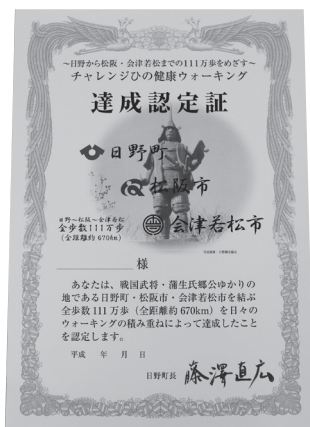 ～日野から松阪・会津若松までの111万歩をめざす～
チャレンジひの健康ウォーキング
達成認定証
日野町
松阪市
会津若松市
日野～松阪～会津若松
全歩数111万歩
(全距離約670km)
様
あなたは、戦国武将・蒲生氏郷公ゆかりの
地である日野町・松阪市・会津若松市を結ぶ
全歩数111万歩（全距離約670km）を日々の
ウォーキングの積み重ねによって達成したこと
を認定します。
平成　年　月　日
日野町長　藤澤直広